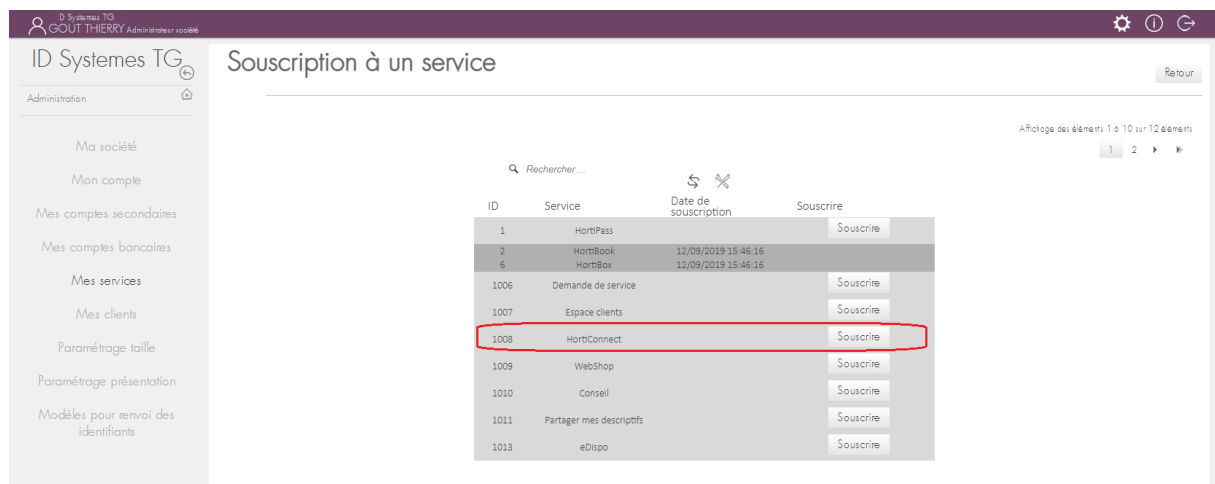 ID Systemes TG
GOUT THIERRY Administrateur société
ID Systemes TG
Administration
Ma société
Mon compte
Mes comptes secondaires
Mes comptes bancaires
Mes services
Mes clients
Paramétrage taille
Paramétrage présentation
Modèles pour renvoi des
identifiants
Souscription à un service
Retour
Affichage des éléments 1 à 10 sur 12 éléments
1 2
Rechercher ...
ID Service Date de souscription Souscrire
1 HortiPass Souscrire
2 HortiBook 12/09/2019 15:46:16
6 HortiBox 12/09/2019 15:46:16
1006 Demande de service Souscrire
1007 Espace clients Souscrire
1008 HortiConnect Souscrire
1009 WebShop Souscrire
1010 Conseil Souscrire
1011 Partager mes descriptifs Souscrire
1013 eDispo Souscrire